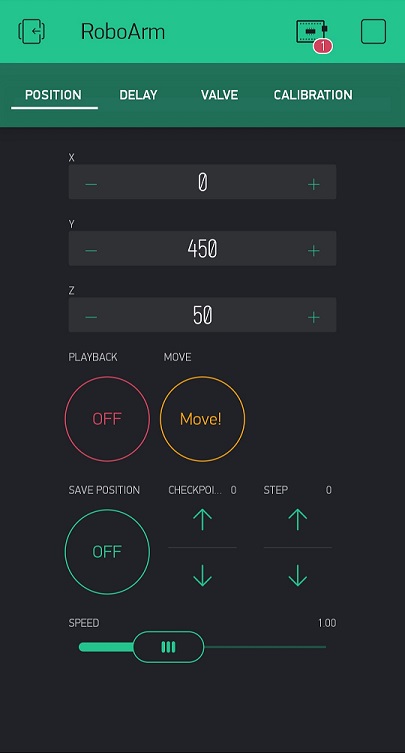 RoboArm
1
POSITION DELAY VALVE CALIBRATION
X
– 0 +
Y
– 450 +
Z
– 50 +
PLAYBACK MOVE
OFF Move!
SAVE POSITION CHECKPOI... 0 STEP 0
OFF
SPEED 1.00